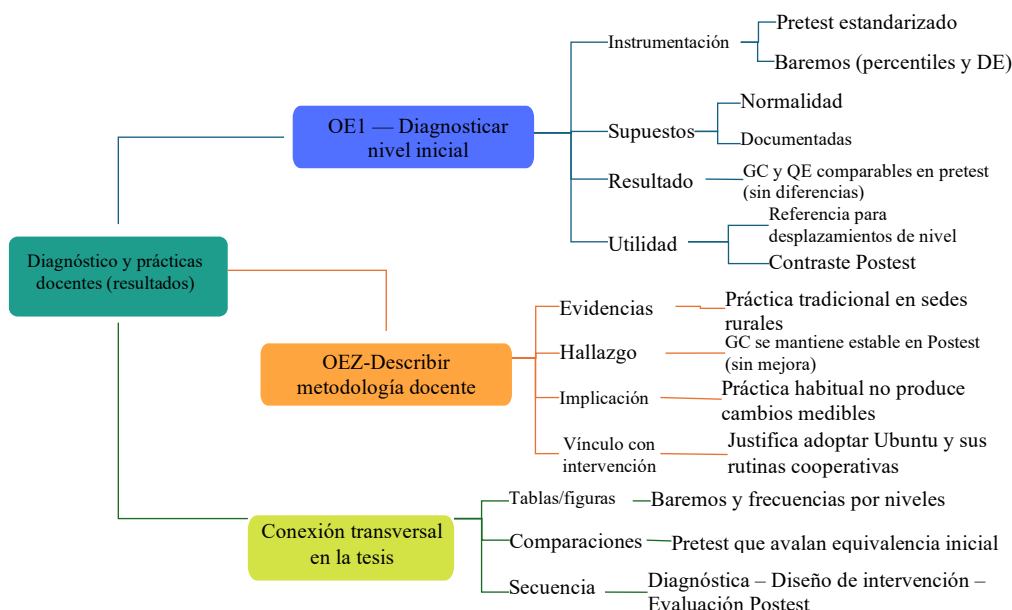 Diagnóstico y prácticas
docentes (resultados)
OE1 — Diagnosticar
nivel inicial
Instrumentación
Pretest estandarizado
Baremos (percentiles y DE)
Supuestos
Normalidad
Documentadas
Resultado
GC y QE comparables en pretest
(sin diferencias)
Utilidad
Referencia para
desplazamientos de nivel
Contraste Postest
OEZ-Describir
metodología docente
Evidencias
Práctica tradicional en sedes
rurales
Hallazgo
GC se mantiene estable en Postest
(sin mejora)
Implicación
Práctica habitual no produce
cambios medibles
Vínculo con
intervención
Justifica adoptar Ubuntu y sus
rutinas cooperativas
Conexión transversal
en la tesis
Tablas/figuras
Baremos y frecuencias por niveles
Comparaciones
Pretest que avalan equivalencia inicial
Secuencia
Diagnóstica – Diseño de intervención –
Evaluación Postest